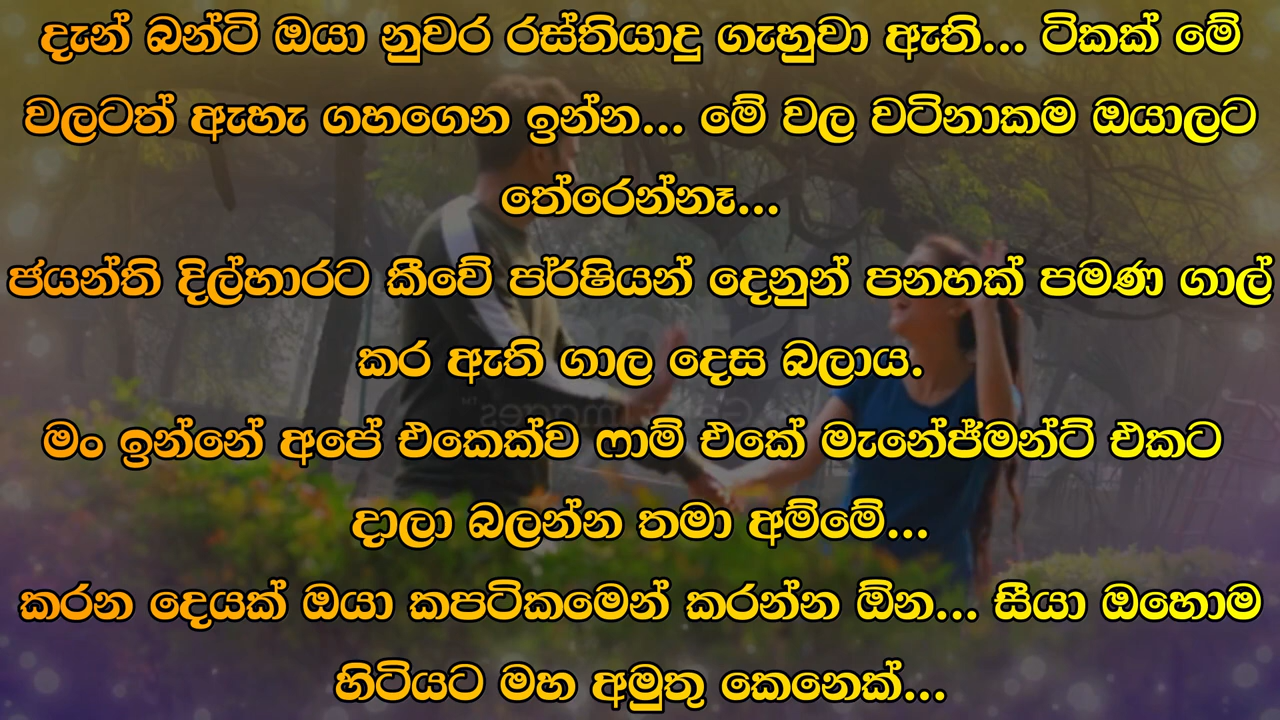 දැන් බන්ටි ඔයා නුවර රස්තියාදු ගැහුවා ඇති... ටිකක් මේ
වලටත් ඇහැ ගහගෙන ඉන්න... මේ වල වටිනාකම ඔයාලට
තේරෙන්නෑ...
ජයන්ති දිල්හාරට කීවේ පර්ෂියන් දෙනුන් පනහක් පමණ ගාල්
කර ඇති ගාල දෙස බලාය.
මං ඉන්නේ අපේ එකෙක්ව ෆාම් එකේ මැනේජ්මන්ට් එකට
දාලා බලන්න තමා අම්මේ...
කරන දෙයක් ඔයා කපටිකමෙන් කරන්න ඕන... සීයා ඔහොම
හිටියට මහ අමුතු කෙනෙක්...